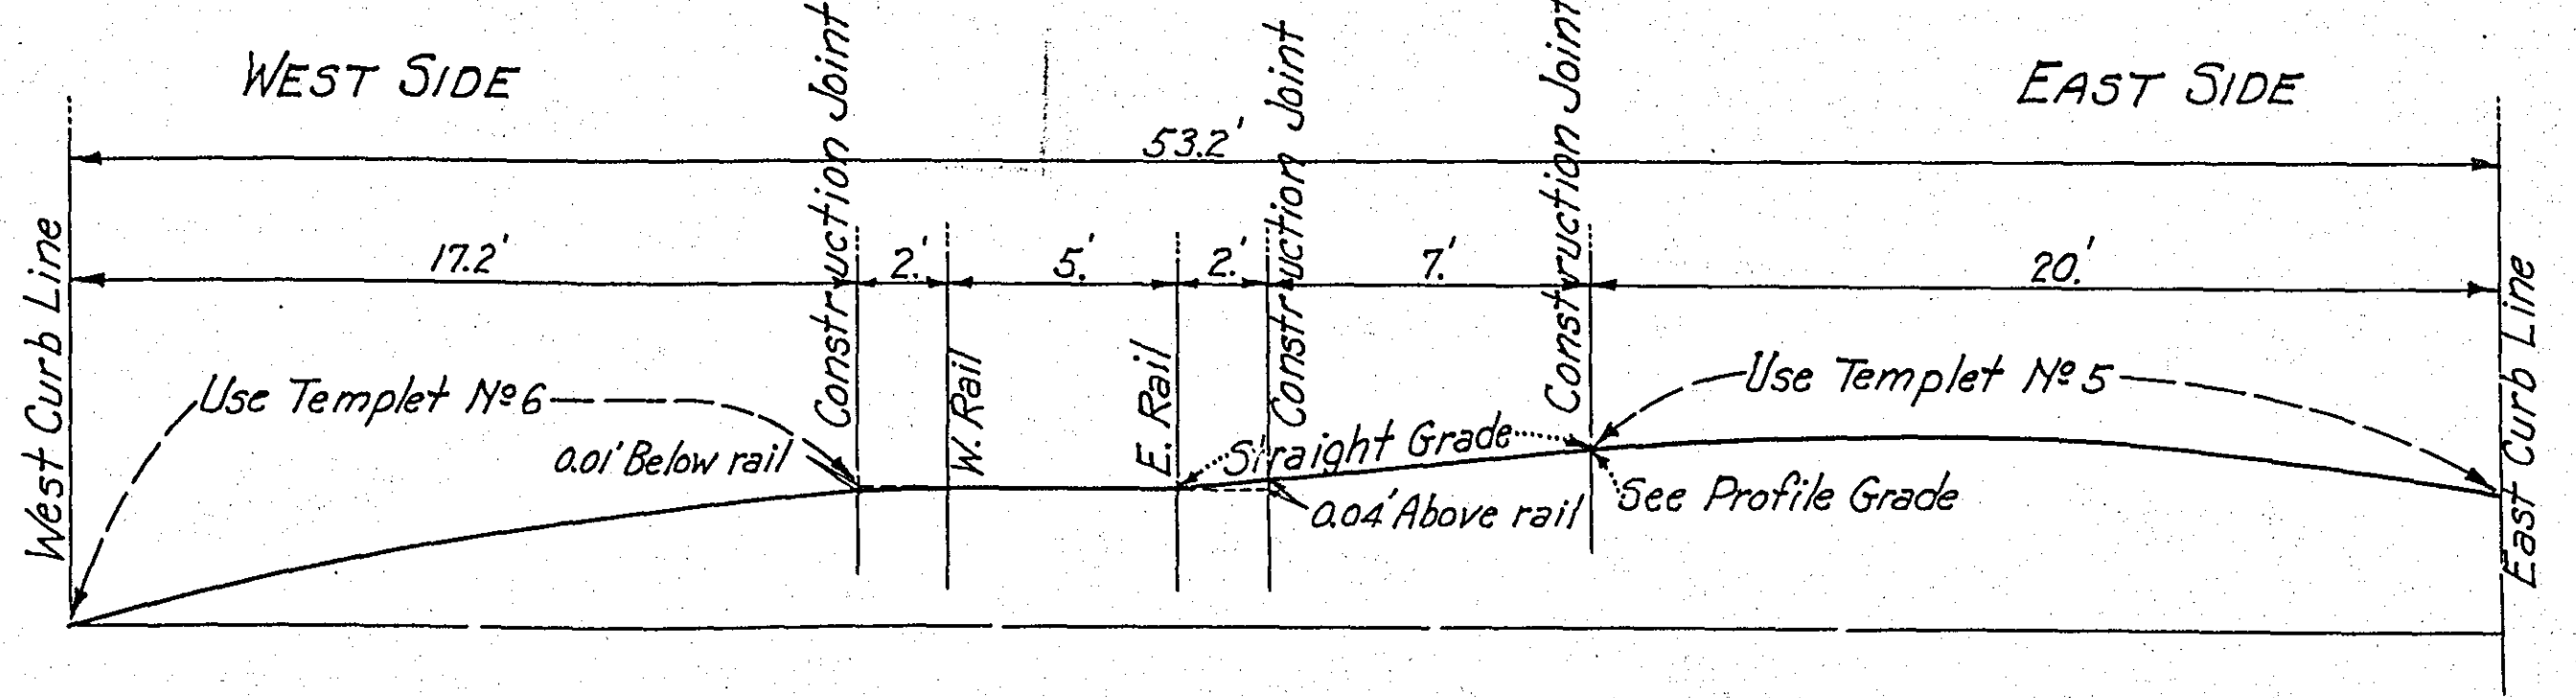 WEST SIDE
EAST SIDE
53.2'
17.2'
2.'
5.'
2.'
7.'
20.'
West Curb Line
Construction Joint
W. Rail
E. Rail
Construction Joint
Construction Joint
East Curb Line
Use Templet Nº 6
Use Templet Nº 5
0.01' Below rail
Straight Grade
0.04' Above rail
See Profile Grade